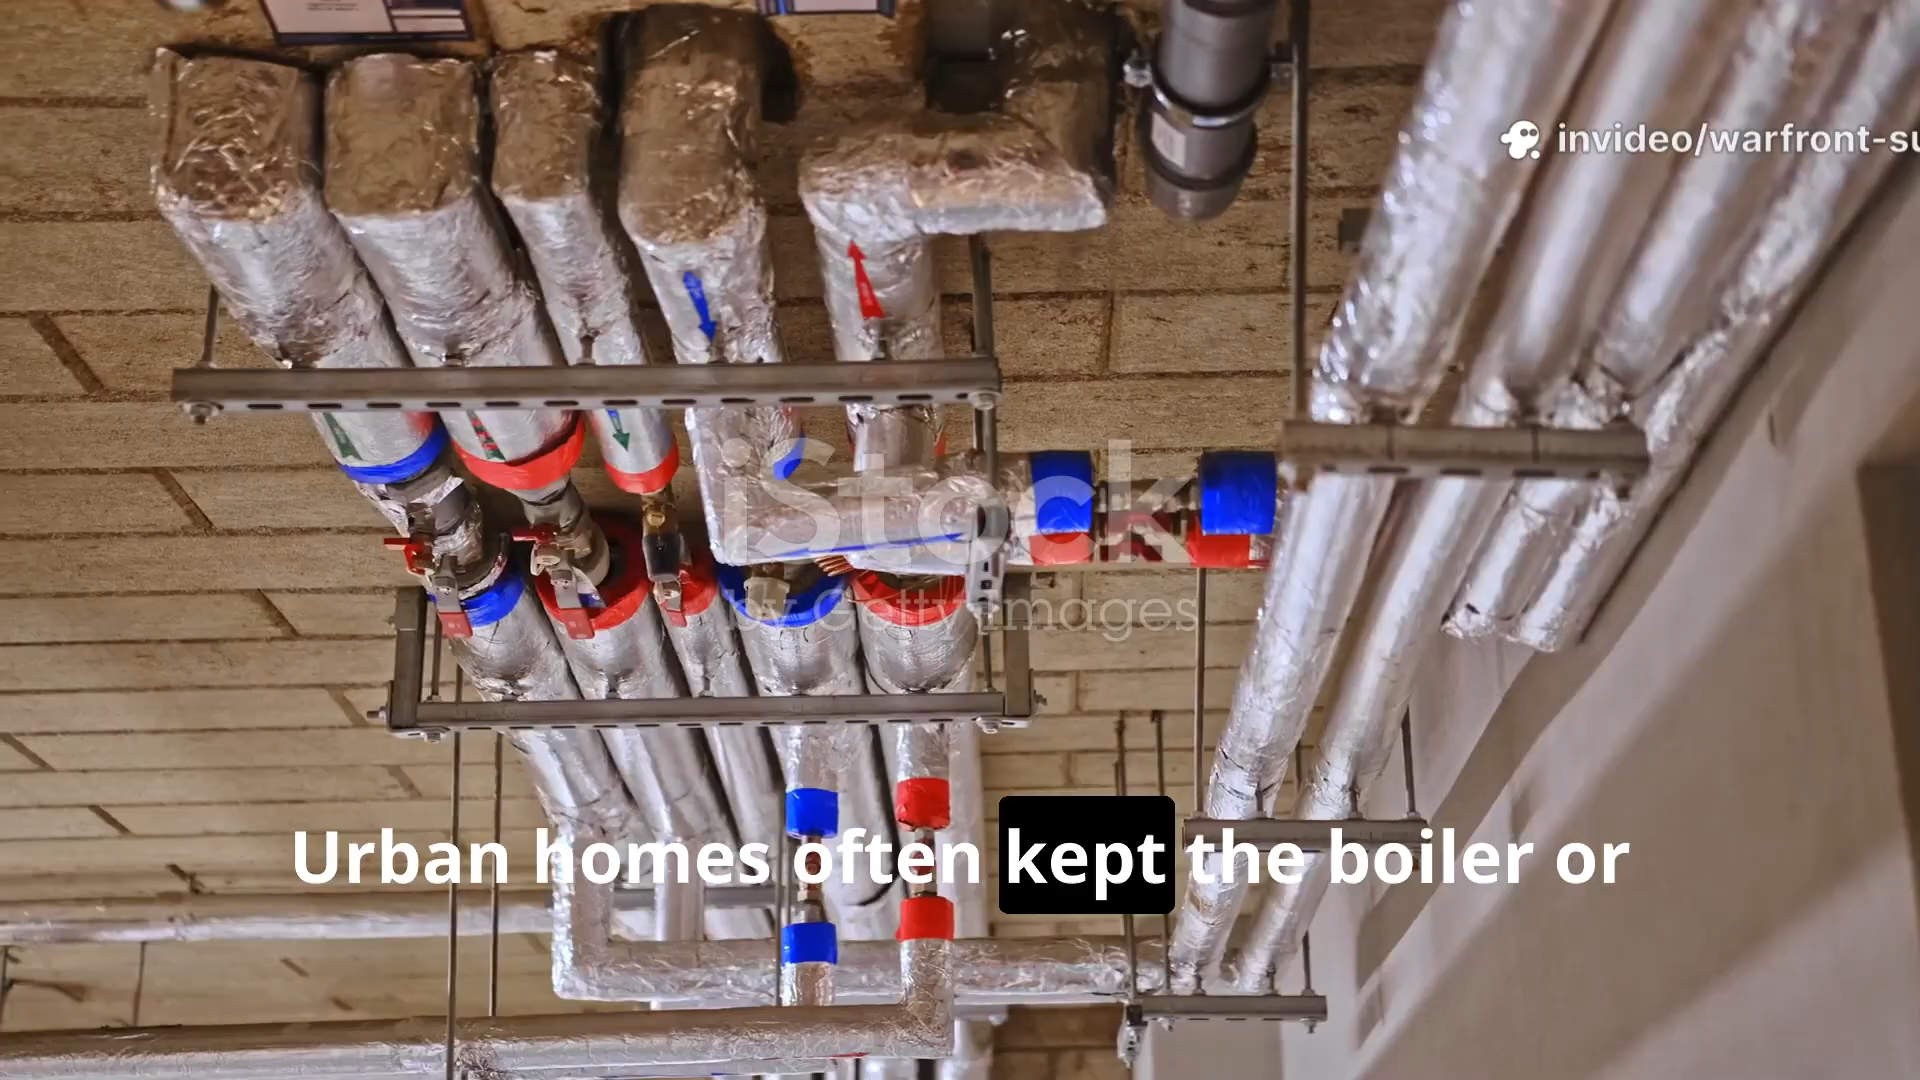 invideo/warfront-su
iStock
by Getty Images
Urban homes often kept the boiler or